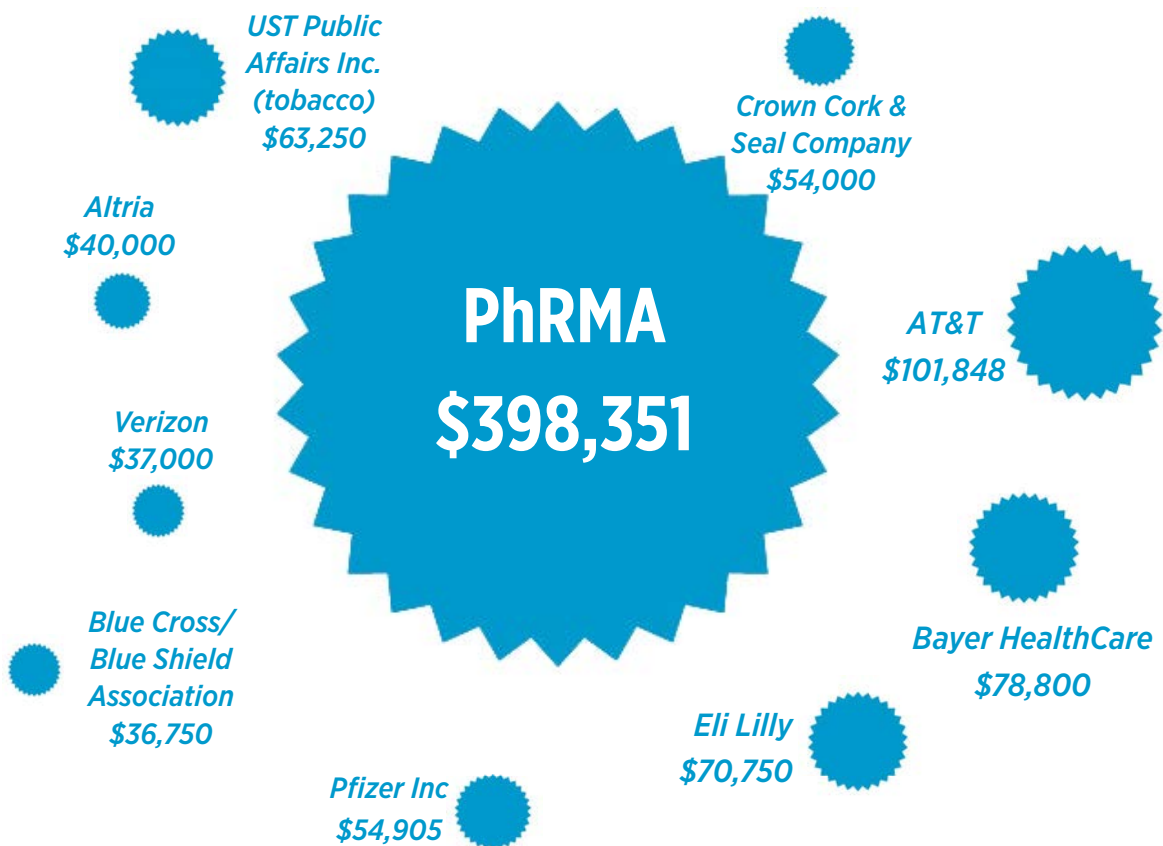 UST Public
Affairs Inc.
(tobacco)
$63,250
Crown Cork &
Seal Company
$54,000
Altria
$40,000
PhRMA
$398,351
AT&T
$101,848
Verizon
$37,000
Blue Cross/
Blue Shield
Association
$36,750
Bayer HealthCare
$78,800
Eli Lilly
$70,750
Pfizer Inc
$54,905